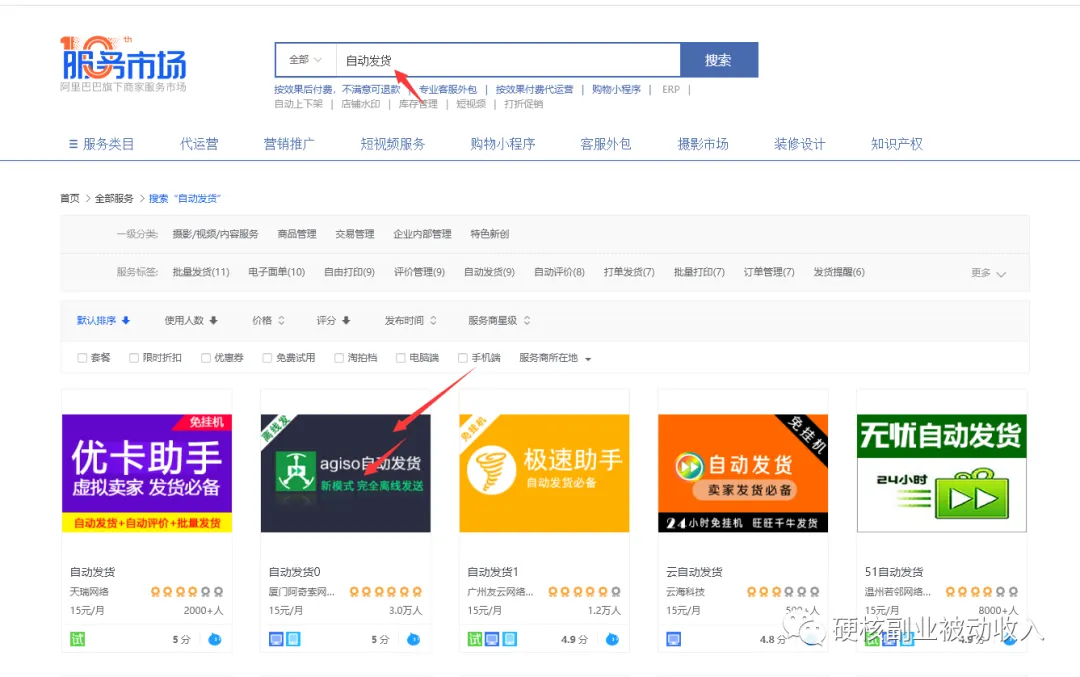 10th
服务市场
阿里巴巴旗下商家服务市场
全部
自动发货
搜索
按效果后付费，不满意可退款 | 专业客服外包 | 按效果付费代运营 | 购物小程序 | ERP |
自动上下架 | 店铺水印 | 库存管理 | 短视频 | 打折促销
服务类目 代运营 营销推广 短视频服务 购物小程序 客服外包 摄影市场 装修设计 知识产权
首页 > 全部服务 > 搜索 "自动发货"
一级分类: 摄影/视频/内容服务 商品管理 交易管理 企业内部管理 特色新创
服务标签: 批量发货(11) 电子面单(10) 自由打印(9) 评价管理(9) 自动发货(9) 自动评价(8) 打单发货(7) 批量打印(7) 订单管理(7) 发货提醒(6) 更多
默认排序 使用人数 价格 评分 发布时间 服务商星级
套餐 限时折扣 优惠券 免费试用 淘拍档 电脑端 手机端 服务商所在地
免挂机
优卡助手
虚拟卖家 发货必备
自动发货+自动评价+批量发货
自动发货
天瑞网络
15元/月 2000+人
试 5 分
离线发
agiso自动发货
新模式 完全离线发送
自动发货0
厦门阿奇索网...
15元/月 3.0万人
5 分
免挂机
极速助手
自动发货必备
自动发货1
广州友云网络...
15元/月 1.2万人
试 4.9 分
免挂机
自动发货
卖家发货必备
24小时免挂机 旺旺千牛发货
云自动发货
云海科技
15元/月 500+人
4.8 分
无忧自动发货
24小时
51自动发货
温州若邻网络...
15元/月 8000+人
试 4.9 分
硬核副业被动收入